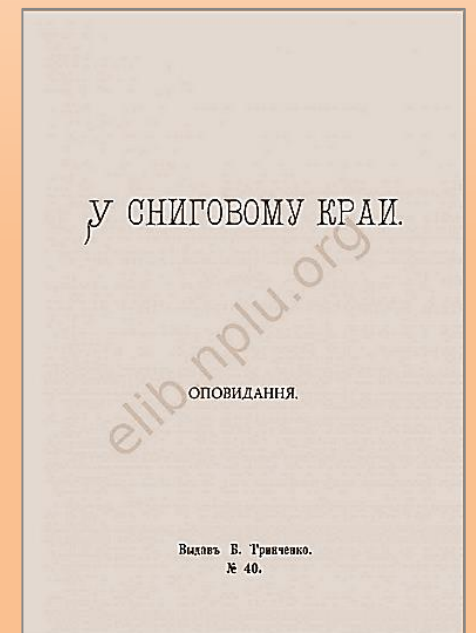 У СНИГОВОМУ КРАИ.
elib.nplu.org
ОПОВИДАННЯ.
Выдавъ Б. Гринченко.
№ 40.